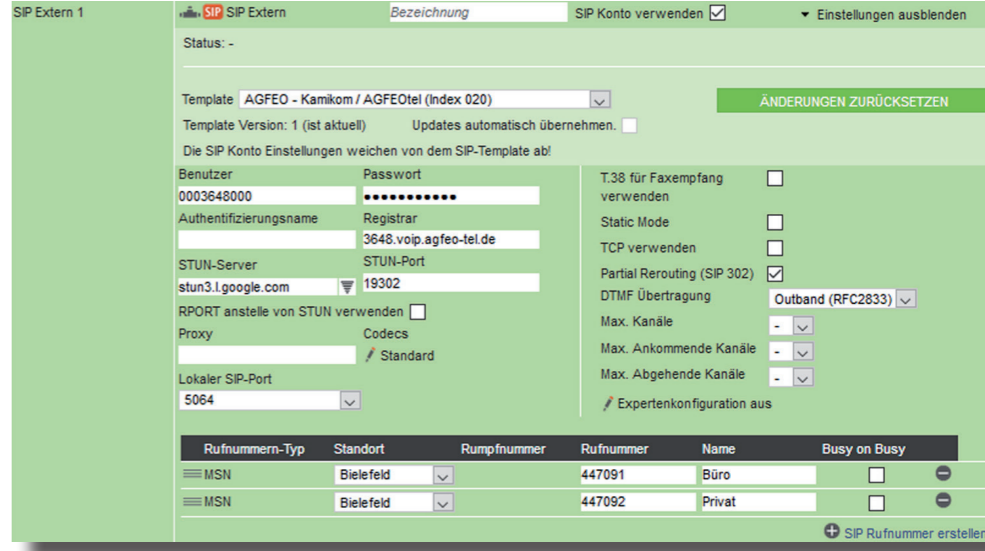 SIP Extern 1
SIP SIP Extern Bezeichnung SIP Konto verwenden Einstellungen ausblenden
Status: -
Template AGFEO - Kamikom / AGFEOtel (Index 020) ÄNDERUNGEN ZURÜCKSETZEN
Template Version: 1 (ist aktuell) Updates automatisch übernehmen.
Die SIP Konto Einstellungen weichen von dem SIP-Template ab!
Benutzer Passwort
0003648000 ●●●●●●●●●●●
Authentifizierungsname Registrar
3648.voip.agfeo-tel.de
STUN-Server STUN-Port
stun3.l.google.com 19302
RPORT anstelle von STUN verwenden
Proxy Codecs
Standard
Lokaler SIP-Port
5064
T.38 für Faxempfang
verwenden
Static Mode
TCP verwenden
Partial Rerouting (SIP 302)
DTMF Übertragung Outband (RFC2833)
Max. Kanäle -
Max. Ankommende Kanäle -
Max. Abgehende Kanäle -
Expertenkonfiguration aus
Rufnummern-Typ Standort Rumpfnummer Rufnummer Name Busy on Busy
MSN Bielefeld 447091 Büro
MSN Bielefeld 447092 Privat
SIP Rufnummer erstellen